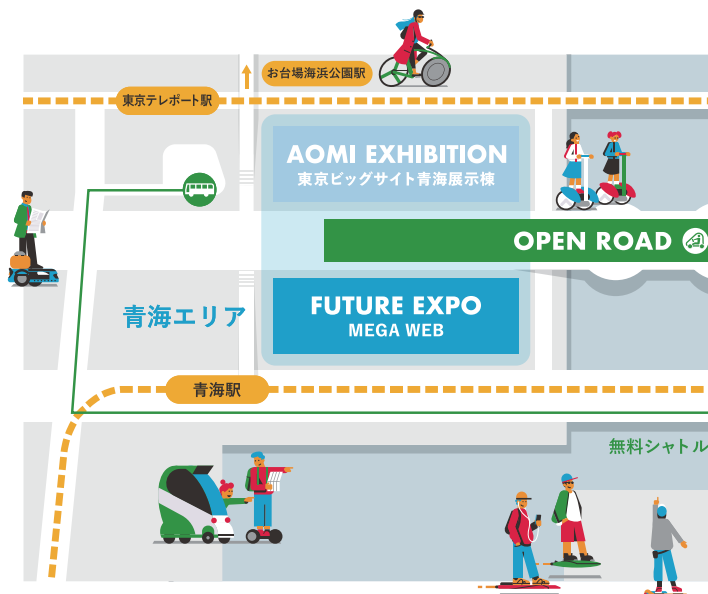 お台場海浜公園駅
東京テレポート駅
AOMI EXHIBITION
東京ビッグサイト青海展示棟
OPEN ROAD
青海エリア
FUTURE EXPO
MEGA WEB
青海駅
無料シャトル